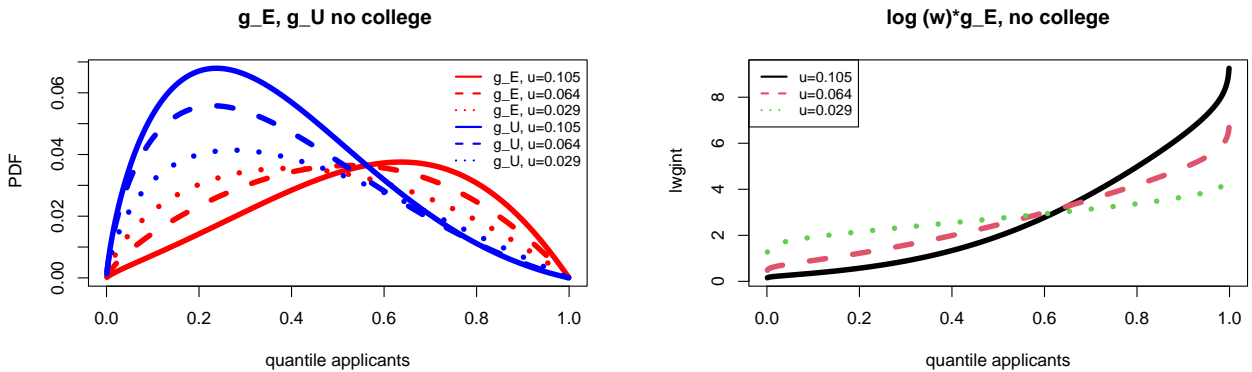 g_E, g_U no college
PDF
0.00
0.02
0.04
0.06
g_E, u=0.105
g_E, u=0.064
g_E, u=0.029
g_U, u=0.105
g_U, u=0.064
g_U, u=0.029
0.0 0.2 0.4 0.6 0.8 1.0
quantile applicants
log (w)*g_E, no college
lwgint
0
2
4
6
8
u=0.105
u=0.064
u=0.029
0.0 0.2 0.4 0.6 0.8 1.0
quantile applicants